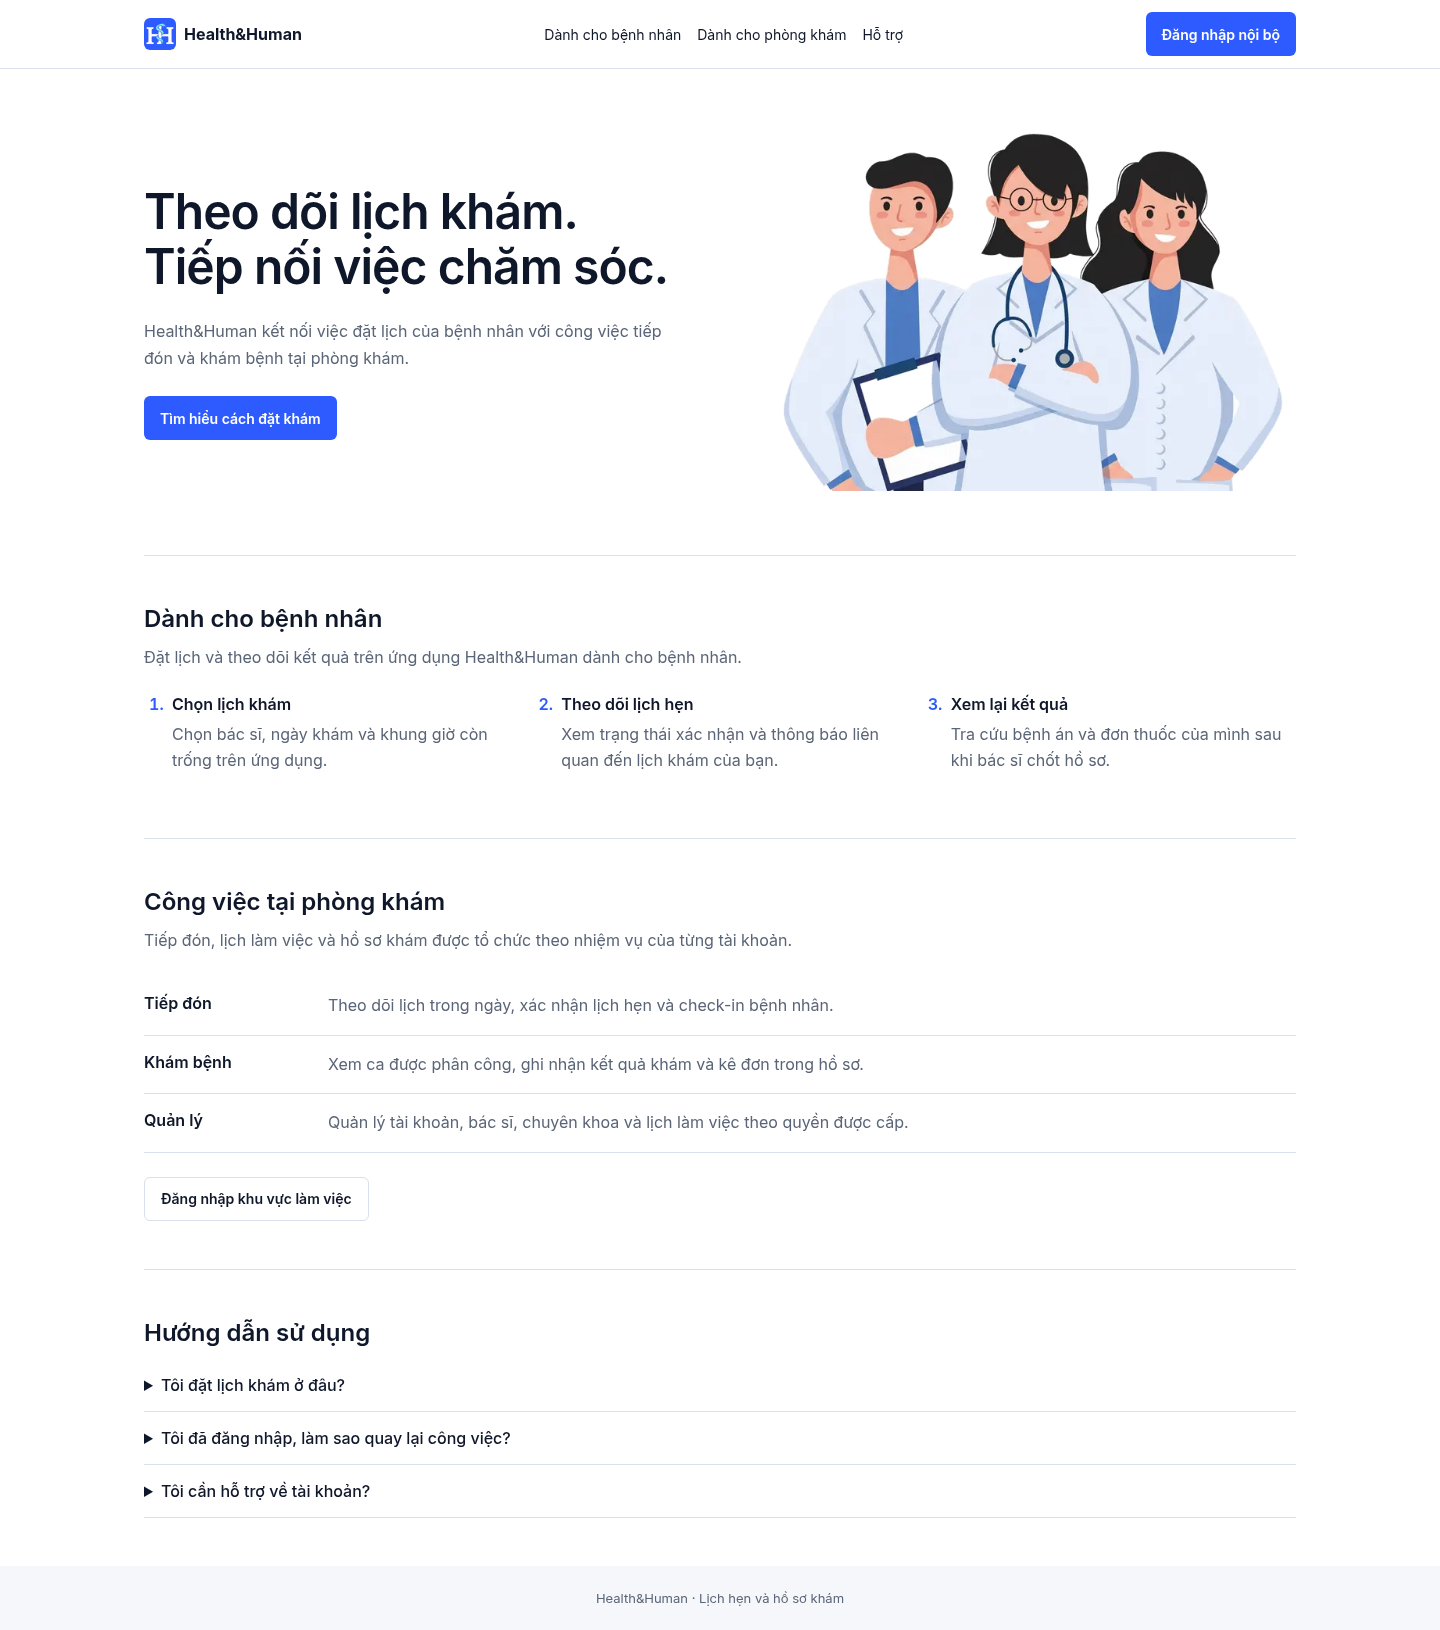 Health&Human
Dành cho bệnh nhân
Dành cho phòng khám
Hỗ trợ
Đăng nhập nội bộ
Theo dõi lịch khám.
Tiếp nối việc chăm sóc.
Health&Human kết nối việc đặt lịch của bệnh nhân với công việc tiếp
đón và khám bệnh tại phòng khám.
Tìm hiểu cách đặt khám
Dành cho bệnh nhân
Đặt lịch và theo dõi kết quả trên ứng dụng Health&Human dành cho bệnh nhân.
1. Chọn lịch khám
Chọn bác sĩ, ngày khám và khung giờ còn
trống trên ứng dụng.
2. Theo dõi lịch hẹn
Xem trạng thái xác nhận và thông báo liên
quan đến lịch khám của bạn.
3. Xem lại kết quả
Tra cứu bệnh án và đơn thuốc của mình sau
khi bác sĩ chốt hồ sơ.
Công việc tại phòng khám
Tiếp đón, lịch làm việc và hồ sơ khám được tổ chức theo nhiệm vụ của từng tài khoản.
Tiếp đón
Theo dõi lịch trong ngày, xác nhận lịch hẹn và check-in bệnh nhân.
Khám bệnh
Xem ca được phân công, ghi nhận kết quả khám và kê đơn trong hồ sơ.
Quản lý
Quản lý tài khoản, bác sĩ, chuyên khoa và lịch làm việc theo quyền được cấp.
Đăng nhập khu vực làm việc
Hướng dẫn sử dụng
Tôi đặt lịch khám ở đâu?
Tôi đã đăng nhập, làm sao quay lại công việc?
Tôi cần hỗ trợ về tài khoản?
Health&Human · Lịch hẹn và hồ sơ khám